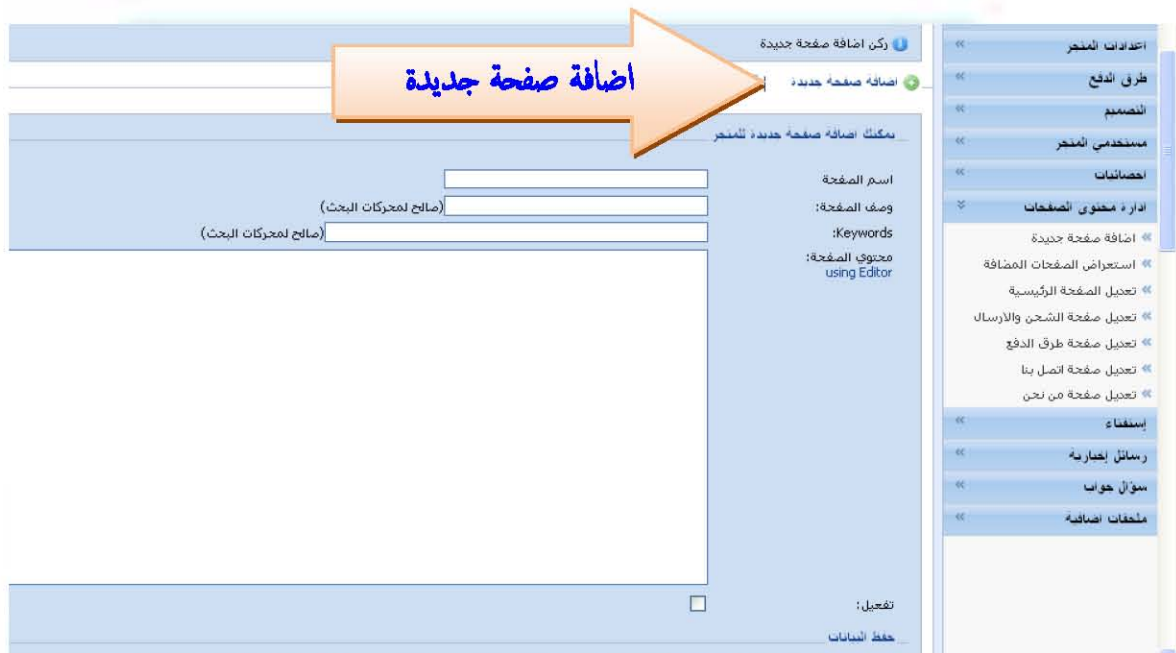 ركن اضافة صفحة جديدة
اضافة صفحة جديدة
اضافة صفحة جديدة
يمكنك اضافة صفحة جديدة للمتجر
اسم الصفحة
وصف الصفحة:
(صالح لمحركات البحث)
Keywords:
(صالح لمحركات البحث)
محتوي الصفحة:
using Editor
تفعيل:
حفظ البيانات
اعدادات المتجر
طرق الدفع
التصميم
مستخدمي المتجر
احصائيات
ادارة محتوى الصفحات
اضافة صفحة جديدة
استعراض الصفحات المضافة
تعديل الصفحة الرئيسية
تعديل صفحة الشحن والارسال
تعديل صفحة طرق الدفع
تعديل صفحة اتصل بنا
تعديل صفحة من نحن
إستفتاء
رسائل إخبارية
سؤال جواب
ملحقات اضافية